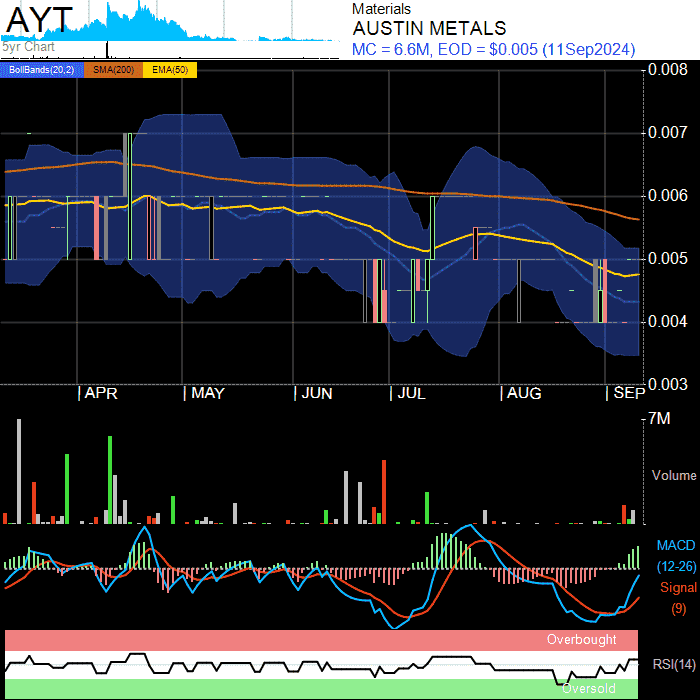 AYT
5yr Chart
Materials
AUSTIN METALS
MC = 6.6M, EOD = $0.005 (11Sep2024)
BollBands(20,2) SMA(200) EMA(50)
0.008
0.007
0.006
0.005
0.004
0.003
APR MAY JUN JUL AUG SEP
7M
Volume
MACD
(12-26)
Signal
(9)
Overbought
RSI(14)
Oversold